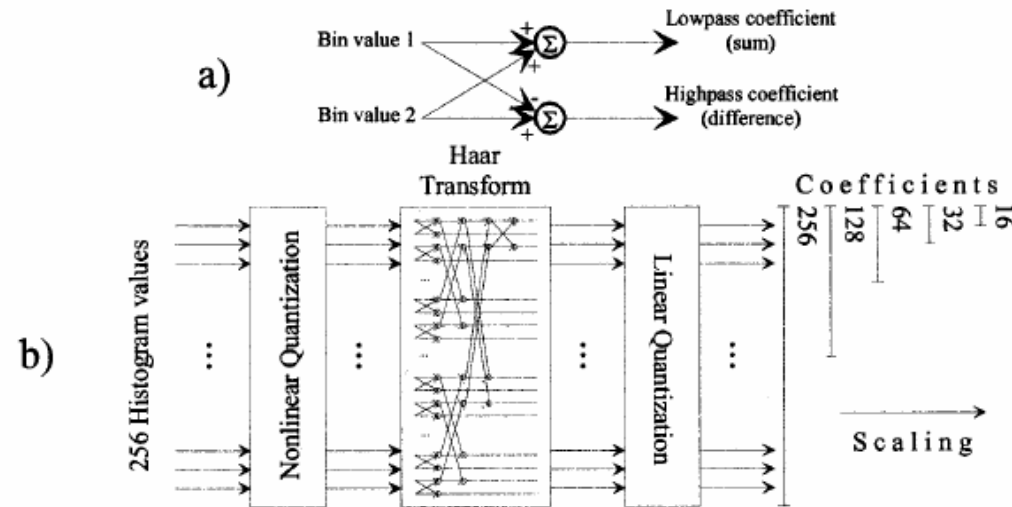 a)
Bin value 1
Bin value 2
+
+
-
+
Σ
Σ
Lowpass coefficient
(sum)
Highpass coefficient
(difference)
b)
256 Histogram values
...
Nonlinear Quantization
...
Haar
Transform
...
...
...
Linear Quantization
...
Coefficients
256
128
64
32
16
Scaling